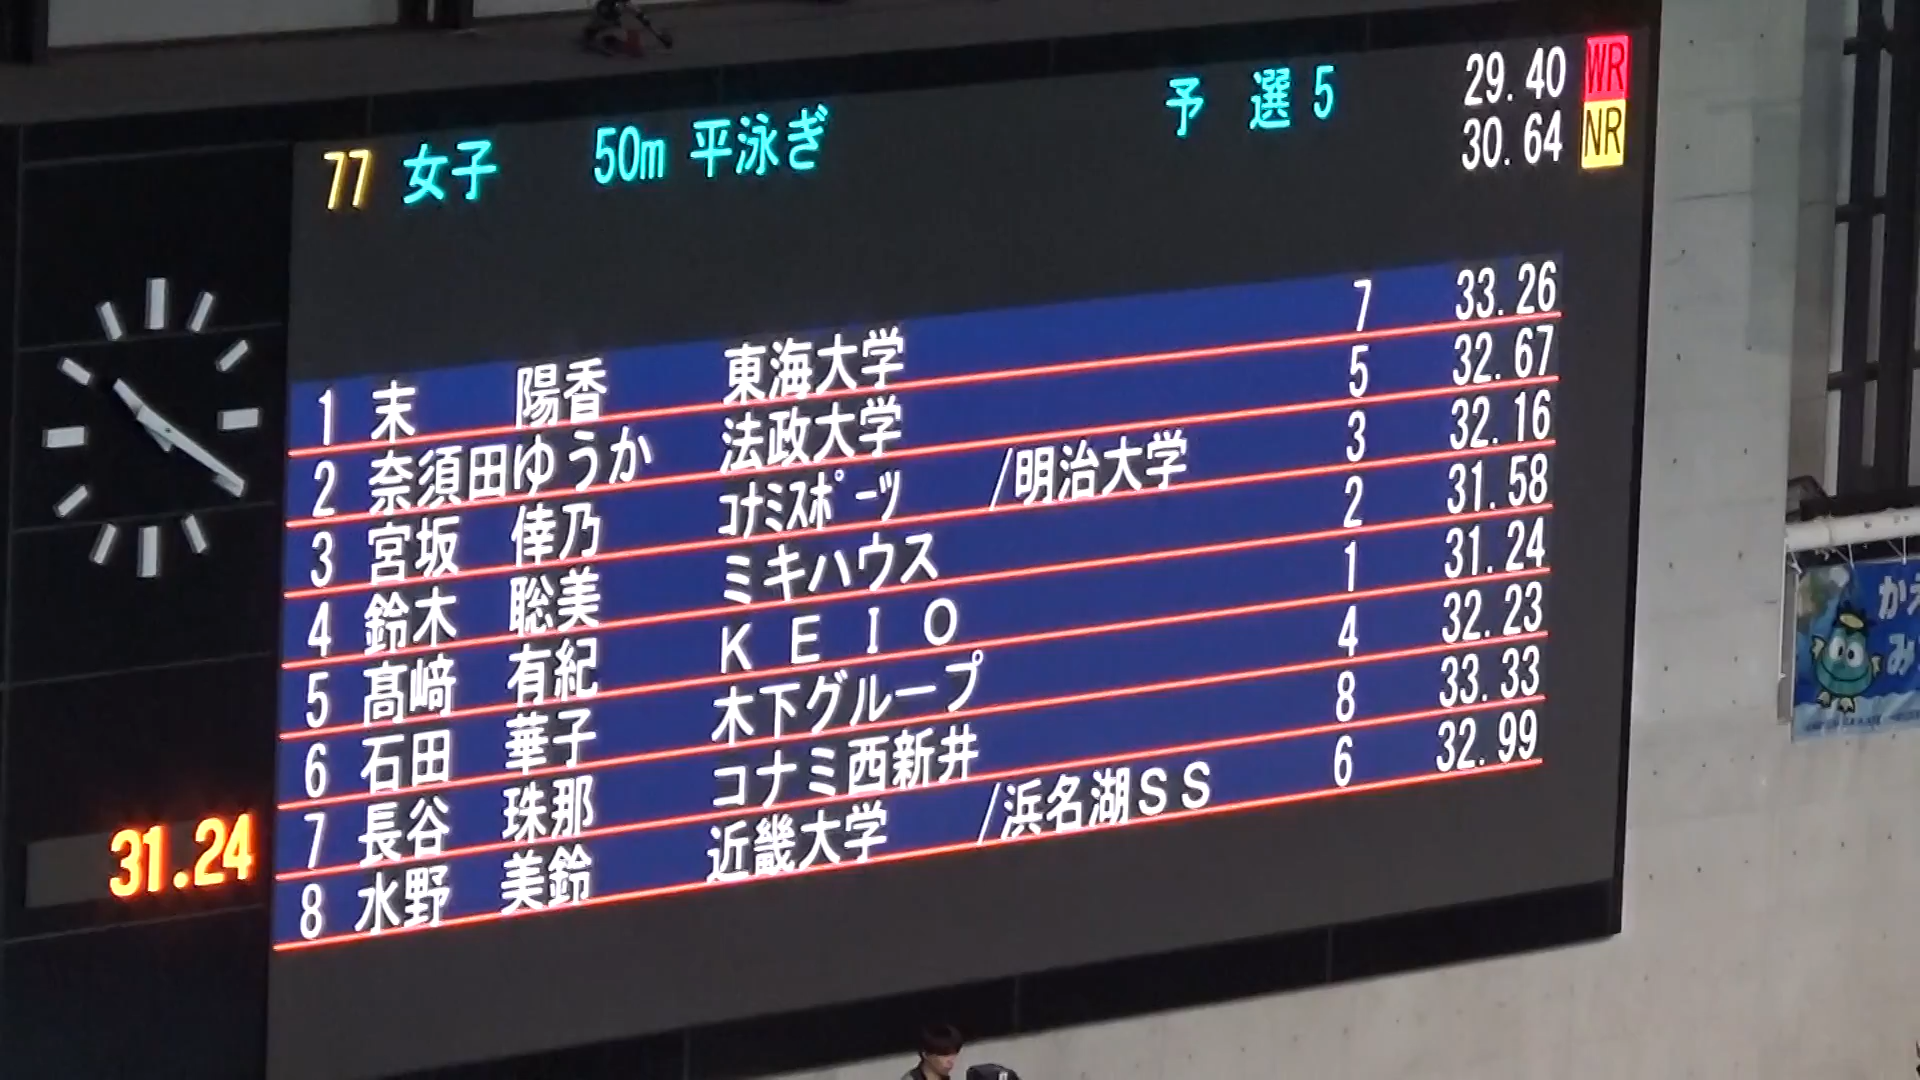 77 女子 50m 平泳ぎ 予選5 29.40 WR
30.64 NR
1 末 陽香 東海大学 7 33.26
2 奈須田ゆうか 法政大学 5 32.67
3 宮坂 倖乃 ｺﾅﾐｽﾎﾟｰﾂ /明治大学 3 32.16
4 鈴木 聡美 ミキハウス 2 31.58
5 髙﨑 有紀 ＫＥＩＯ 1 31.24
6 石田 華子 木下グループ 4 32.23
7 長谷 珠那 コナミ西新井 8 33.33
8 水野 美鈴 近畿大学 /浜名湖ＳＳ 6 32.99
31.24